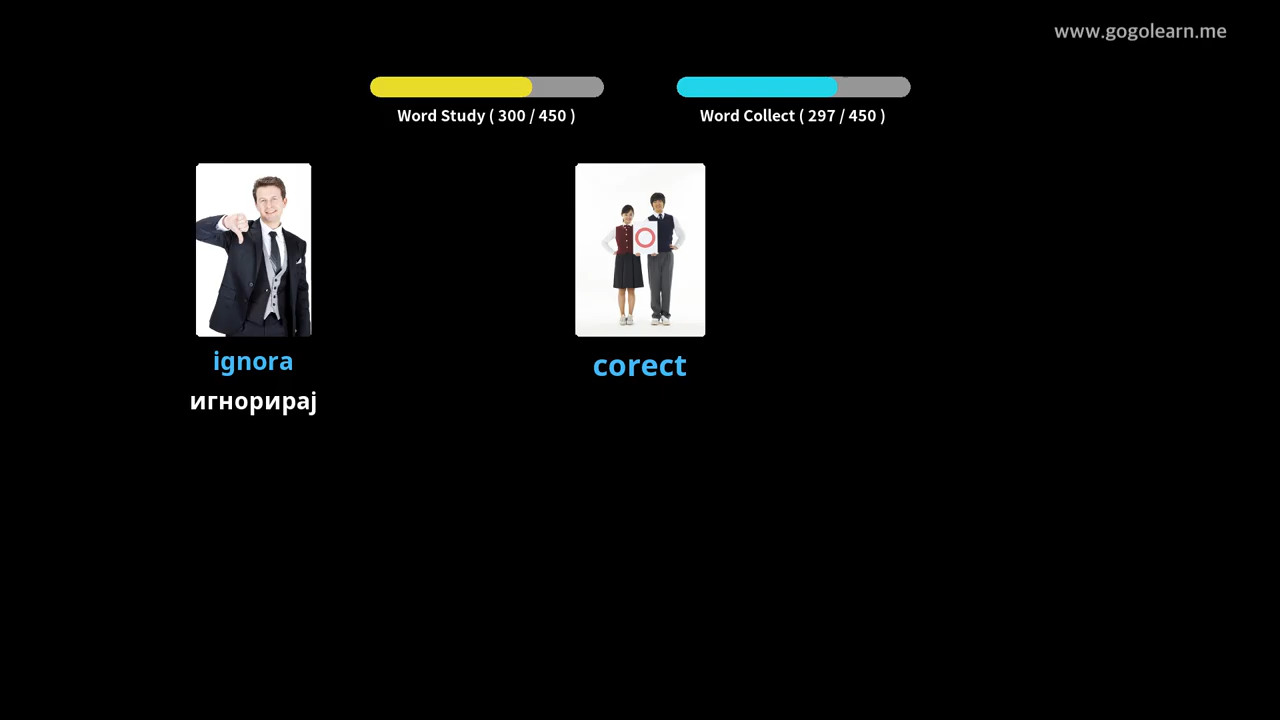 www.gogolearn.me
Word Study ( 300 / 450 )
Word Collect ( 297 / 450 )
ignora
игнорирај
corect